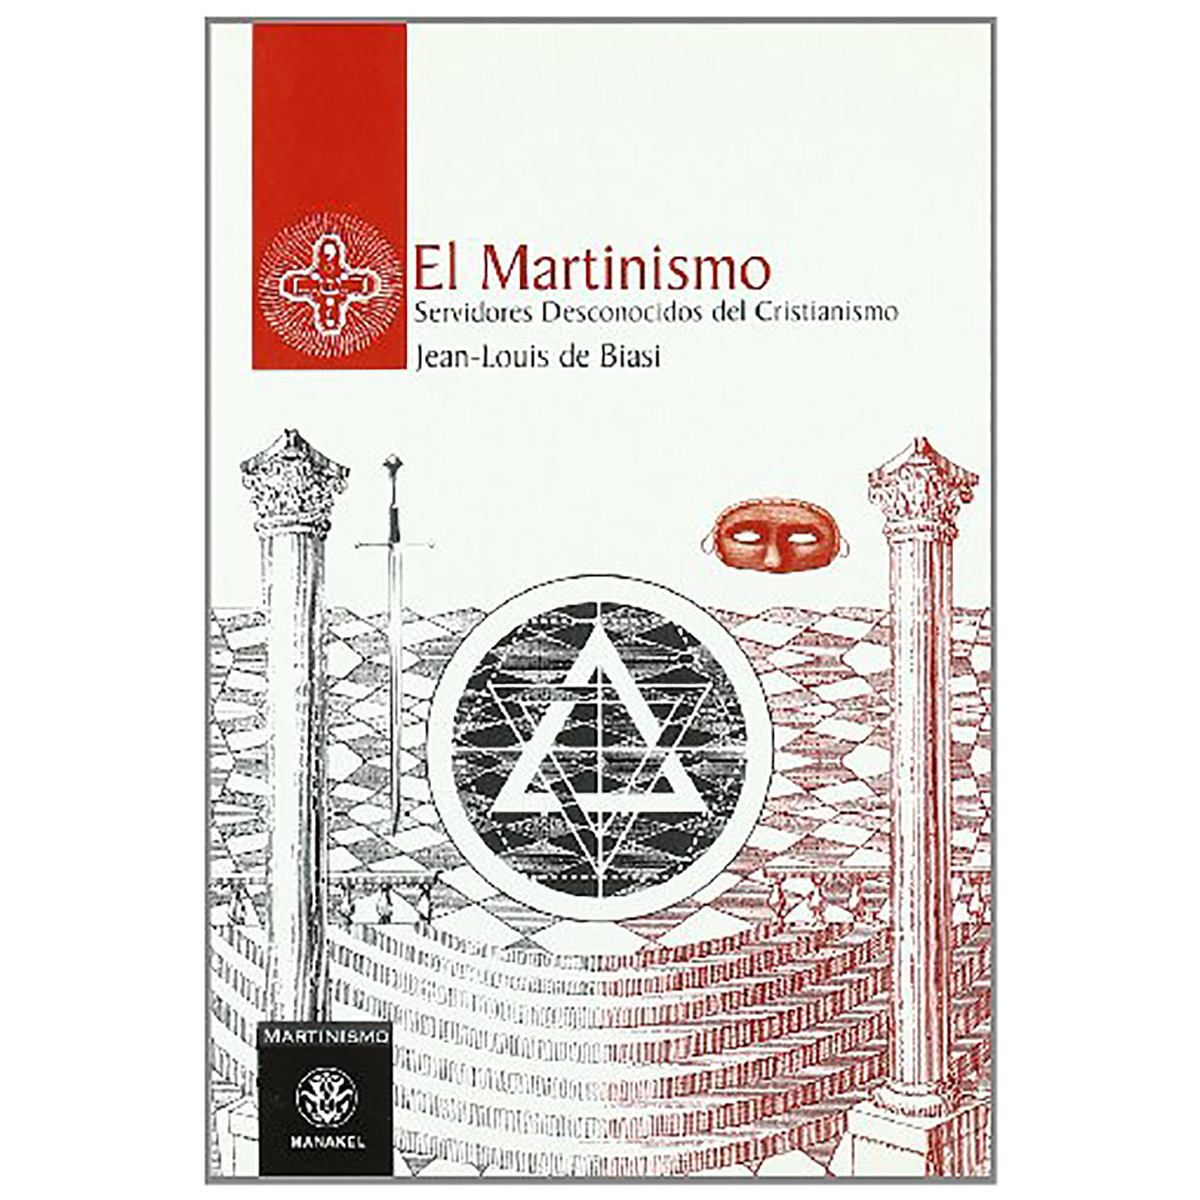 El Martinismo
Servidores Desconocidos del Cristianismo
Jean-Louis de Biasi
MARTINISMO
MANAKEL